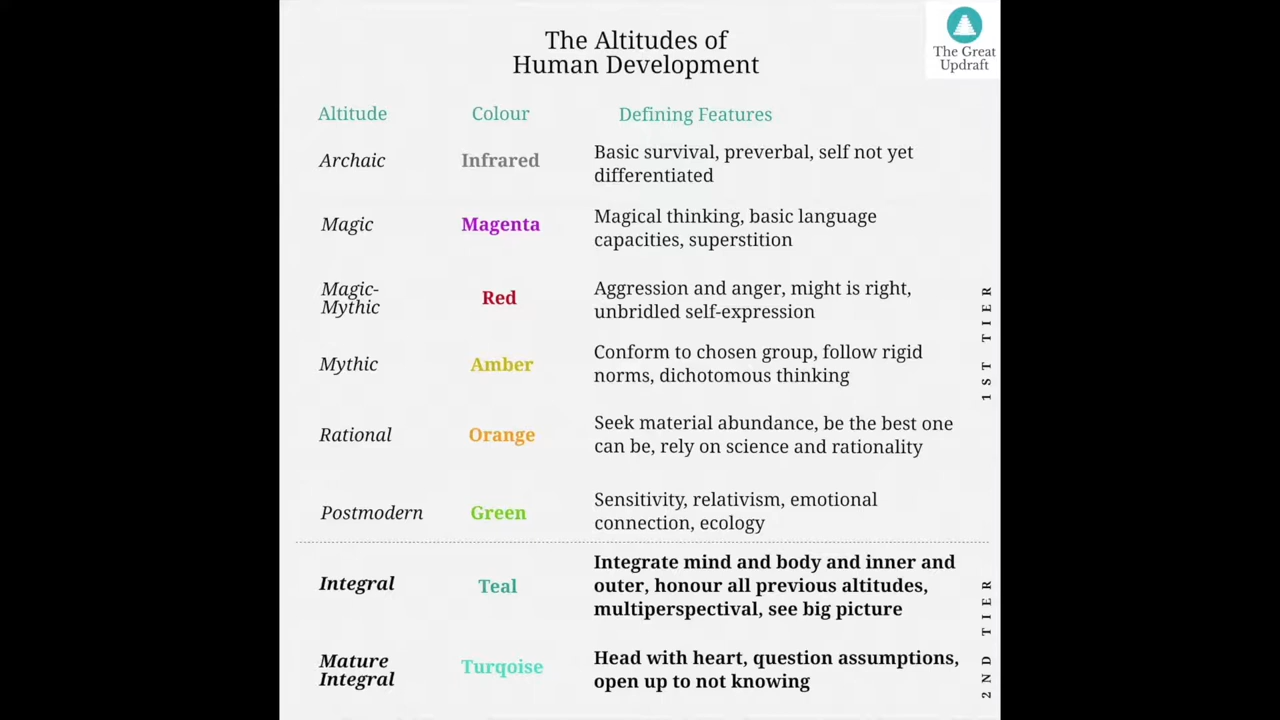 The Altitudes of
Human Development
The Great
Updraft
Altitude
Colour
Defining Features
Archaic
Infrared
Basic survival, preverbal, self not yet
differentiated
Magic
Magenta
Magical thinking, basic language
capacities, superstition
Magic-
Mythic
Red
Aggression and anger, might is right,
unbridled self-expression
Mythic
Amber
Conform to chosen group, follow rigid
norms, dichotomous thinking
Rational
Orange
Seek material abundance, be the best one
can be, rely on science and rationality
Postmodern
Green
Sensitivity, relativism, emotional
connection, ecology
1ST TIER
Integral
Teal
Integrate mind and body and inner and
outer, honour all previous altitudes,
multiperspectival, see big picture
Mature
Integral
Turqoise
Head with heart, question assumptions,
open up to not knowing
2ND TIER